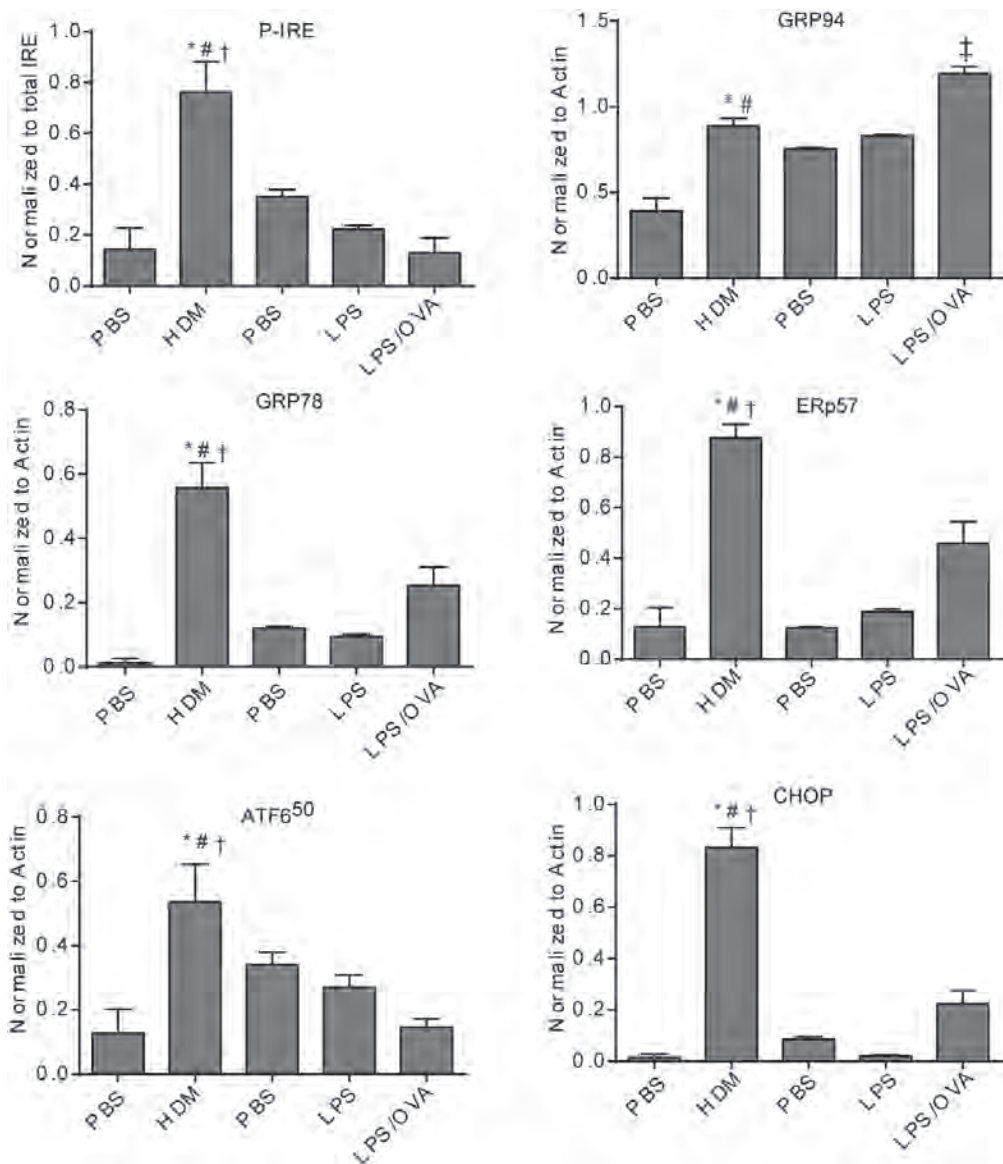 P-IRE
Normalized to total IRE
1.0
0.8
0.6
0.4
0.2
0.0
* # †
PBS
HDM
PBS
LPS
LPS/OVA
GRP94
Normalized to Actin
1.5
1.0
0.5
0.0
* #
‡
PBS
HDM
PBS
LPS
LPS/OVA
GRP78
Normalized to Actin
0.8
0.6
0.4
0.2
0.0
* # †
PBS
HDM
PBS
LPS
LPS/OVA
ERp57
Normalized to Actin
1.0
0.8
0.6
0.4
0.2
0.0
* # †
PBS
HDM
PBS
LPS
LPS/OVA
ATF6⁵⁰
Normalized to Actin
0.8
0.6
0.4
0.2
0.0
* # †
PBS
HDM
PBS
LPS
LPS/OVA
CHOP
Normalized to Actin
1.0
0.8
0.6
0.4
0.2
0.0
* # †
PBS
HDM
PBS
LPS
LPS/OVA